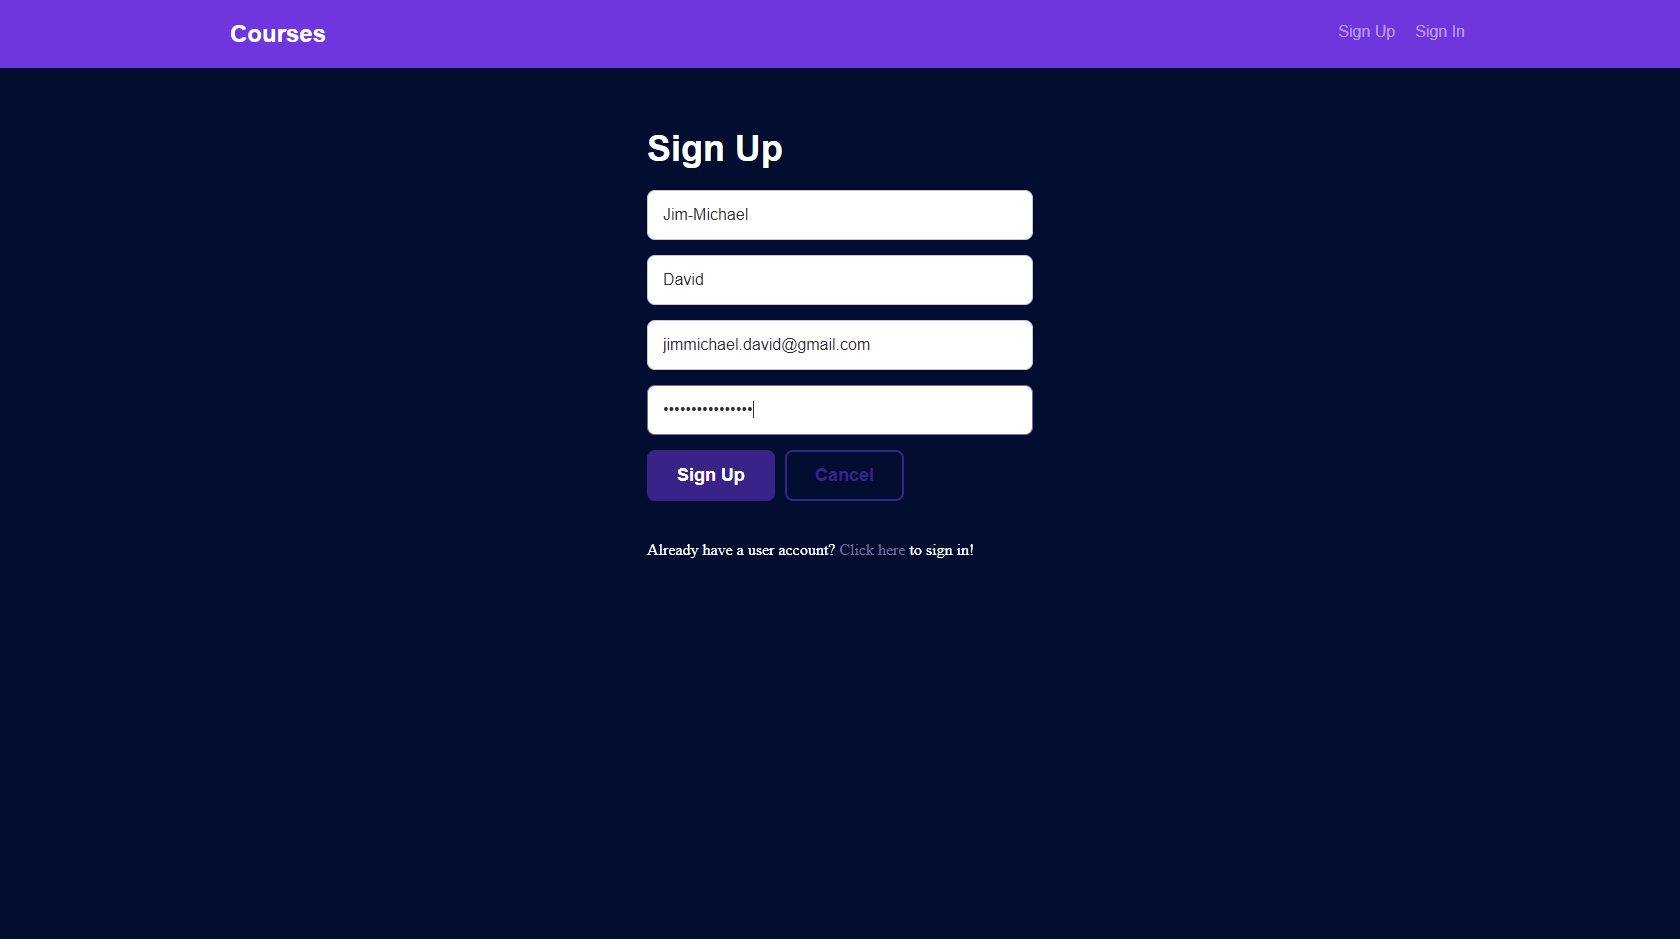 Courses
Sign Up Sign In
Sign Up
Jim-Michael
David
jimmichael.david@gmail.com
••••••••••••••••
Sign Up Cancel
Already have a user account? Click here to sign in!